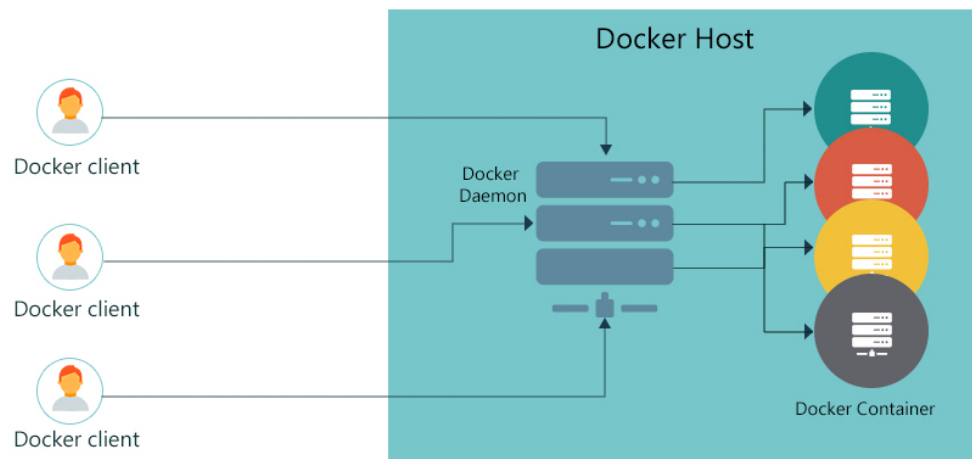 Docker Host
Docker client
Docker
Daemon
Docker client
Docker Container
Docker client